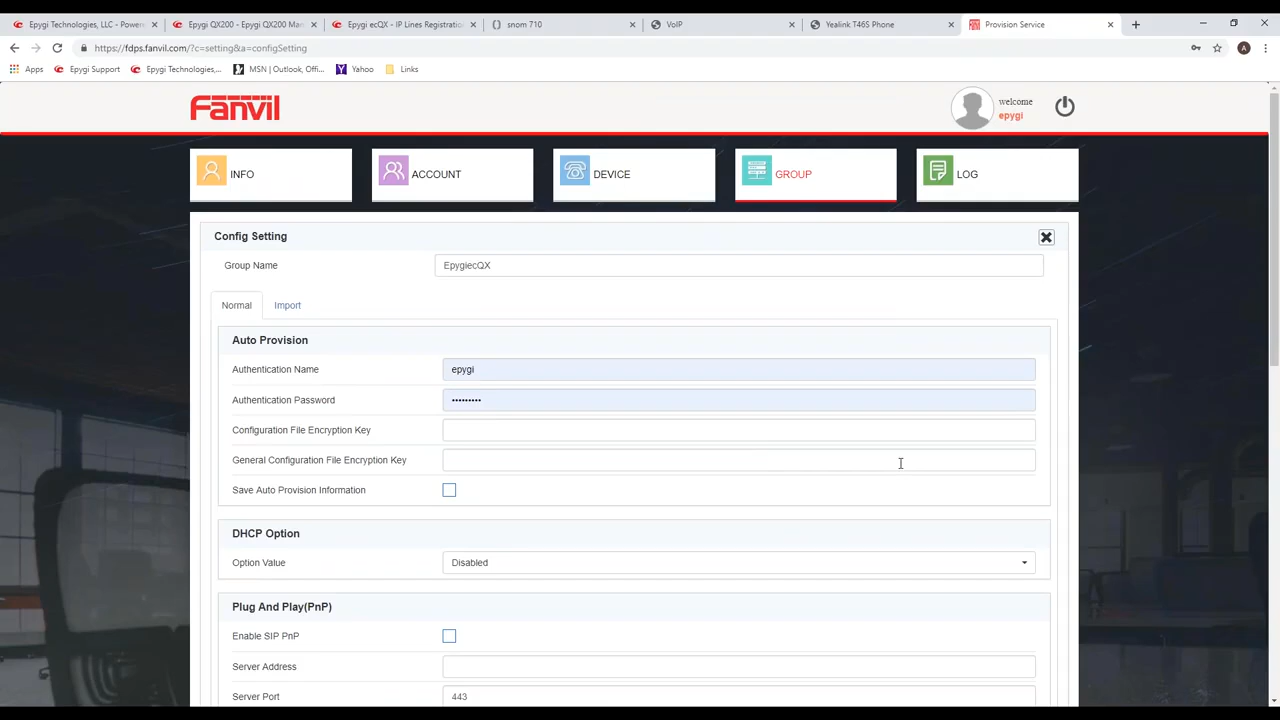 Epygi Technologies, LLC - Powe
Epygi QX200 - Epygi QX200 Man
Epygi ecQX - IP Lines Registratio
snom 710
VoIP
Yealink T46S Phone
Provision Service
https://fdps.fanvil.com/?c=setting&a=configSetting
A
Apps
Epygi Support
Epygi Technologies,...
MSN | Outlook, Offi...
Yahoo
Links
Fanvil
welcome
epygi
INFO
ACCOUNT
DEVICE
GROUP
LOG
Config Setting
Group Name
EpygiecQX
Normal
Import
Auto Provision
Authentication Name
epygi
Authentication Password
•••••••••
Configuration File Encryption Key
General Configuration File Encryption Key
Save Auto Provision Information
DHCP Option
Option Value
Disabled
Plug And Play(PnP)
Enable SIP PnP
Server Address
Server Port
443